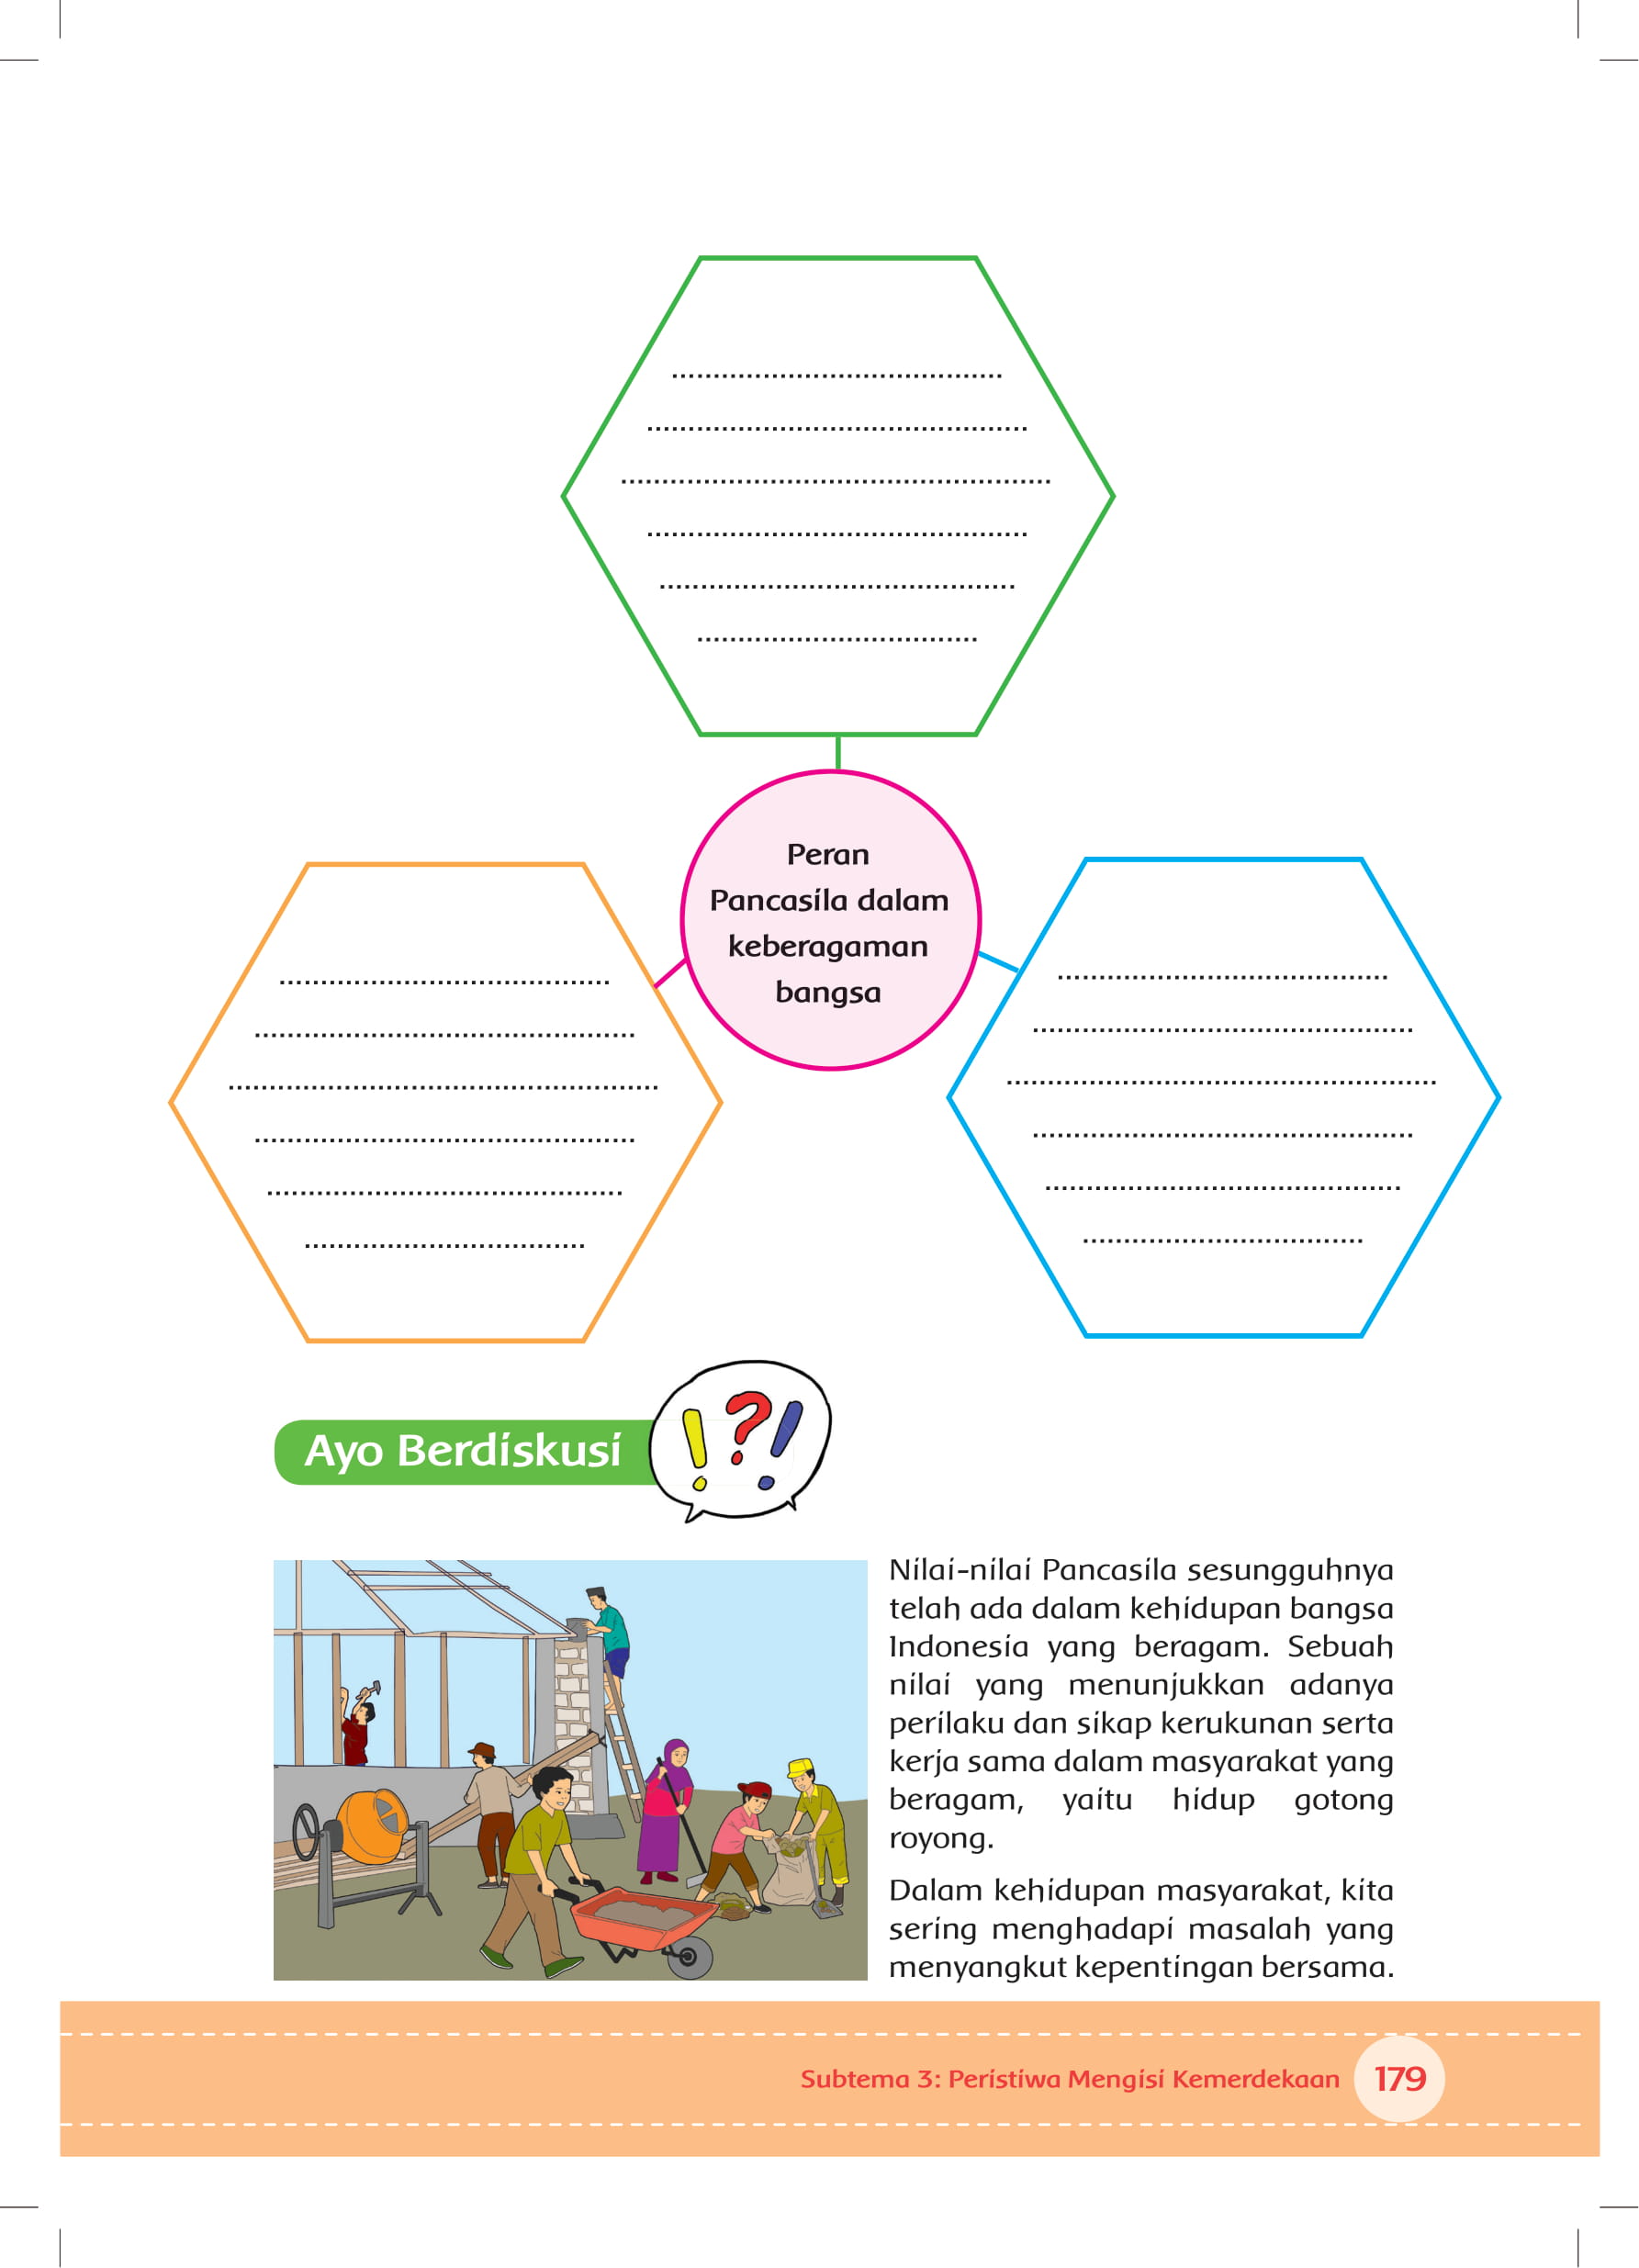 Peran
Pancasila dalam
keberagaman
bangsa
Ayo Berdiskusi
Nilai-nilai Pancasila sesungguhnya
telah ada dalam kehidupan bangsa
Indonesia yang beragam. Sebuah
nilai yang menunjukkan adanya
perilaku dan sikap kerukunan serta
kerja sama dalam masyarakat yang
beragam, yaitu hidup gotong
royong.
Dalam kehidupan masyarakat, kita
sering menghadapi masalah yang
menyangkut kepentingan bersama.
Subtema 3: Peristiwa Mengisi Kemerdekaan 179